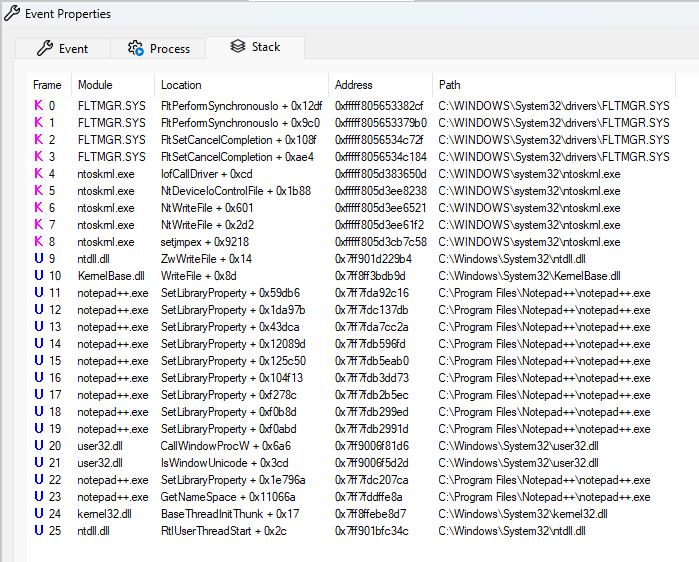 Event Properties
Event Process Stack
Frame Module Location Address Path
K 0 FLTMGR.SYS FltPerformSynchronousIo + 0x12df 0xfffff805653382cf C:\WINDOWS\System32\drivers\FLTMGR.SYS
K 1 FLTMGR.SYS FltPerformSynchronousIo + 0x9c0 0xfffff805653379b0 C:\WINDOWS\System32\drivers\FLTMGR.SYS
K 2 FLTMGR.SYS FltSetCancelCompletion + 0x108f 0xfffff8056534c72f C:\WINDOWS\System32\drivers\FLTMGR.SYS
K 3 FLTMGR.SYS FltSetCancelCompletion + 0xae4 0xfffff8056534c184 C:\WINDOWS\System32\drivers\FLTMGR.SYS
K 4 ntoskrnl.exe IofCallDriver + 0xcd 0xfffff805d383650d C:\WINDOWS\system32\ntoskrnl.exe
K 5 ntoskrnl.exe NtDeviceIoControlFile + 0x1b88 0xfffff805d3ee8238 C:\WINDOWS\system32\ntoskrnl.exe
K 6 ntoskrnl.exe NtWriteFile + 0x601 0xfffff805d3ee6521 C:\WINDOWS\system32\ntoskrnl.exe
K 7 ntoskrnl.exe NtWriteFile + 0x2d2 0xfffff805d3ee61f2 C:\WINDOWS\system32\ntoskrnl.exe
K 8 ntoskrnl.exe setjmpex + 0x9218 0xfffff805d3cb7c58 C:\WINDOWS\system32\ntoskrnl.exe
U 9 ntdll.dll ZwWriteFile + 0x14 0x7ff901d229b4 C:\Windows\System32\ntdll.dll
U 10 KernelBase.dll WriteFile + 0x8d 0x7ff8ff3bdb9d C:\Windows\System32\KernelBase.dll
U 11 notepad++.exe SetLibraryProperty + 0x59db6 0x7ff7fda92c16 C:\Program Files\Notepad++\notepad++.exe
U 12 notepad++.exe SetLibraryProperty + 0x1da97b 0x7ff7fdc137db C:\Program Files\Notepad++\notepad++.exe
U 13 notepad++.exe SetLibraryProperty + 0x43dca 0x7ff7fda7cc2a C:\Program Files\Notepad++\notepad++.exe
U 14 notepad++.exe SetLibraryProperty + 0x12089d 0x7ff7fdb596fd C:\Program Files\Notepad++\notepad++.exe
U 15 notepad++.exe SetLibraryProperty + 0x125c50 0x7ff7fdb5eab0 C:\Program Files\Notepad++\notepad++.exe
U 16 notepad++.exe SetLibraryProperty + 0x104f13 0x7ff7fdb3dd73 C:\Program Files\Notepad++\notepad++.exe
U 17 notepad++.exe SetLibraryProperty + 0xf278c 0x7ff7fdb2b5ec C:\Program Files\Notepad++\notepad++.exe
U 18 notepad++.exe SetLibraryProperty + 0xf0b8d 0x7ff7fdb299ed C:\Program Files\Notepad++\notepad++.exe
U 19 notepad++.exe SetLibraryProperty + 0xf0abd 0x7ff7fdb2991d C:\Program Files\Notepad++\notepad++.exe
U 20 user32.dll CallWindowProcW + 0x6a6 0x7ff9006f81d6 C:\Windows\System32\user32.dll
U 21 user32.dll IsWindowUnicode + 0x3cd 0x7ff9006f5d2d C:\Windows\System32\user32.dll
U 22 notepad++.exe SetLibraryProperty + 0x1e796a 0x7ff7fdc207ca C:\Program Files\Notepad++\notepad++.exe
U 23 notepad++.exe GetNameSpace + 0x11066a 0x7ff7fddffe8a C:\Program Files\Notepad++\notepad++.exe
U 24 kernel32.dll BaseThreadInitThunk + 0x17 0x7ff8ffebe8d7 C:\Windows\System32\kernel32.dll
U 25 ntdll.dll RtlUserThreadStart + 0x2c 0x7ff901bfc34c C:\Windows\System32\ntdll.dll